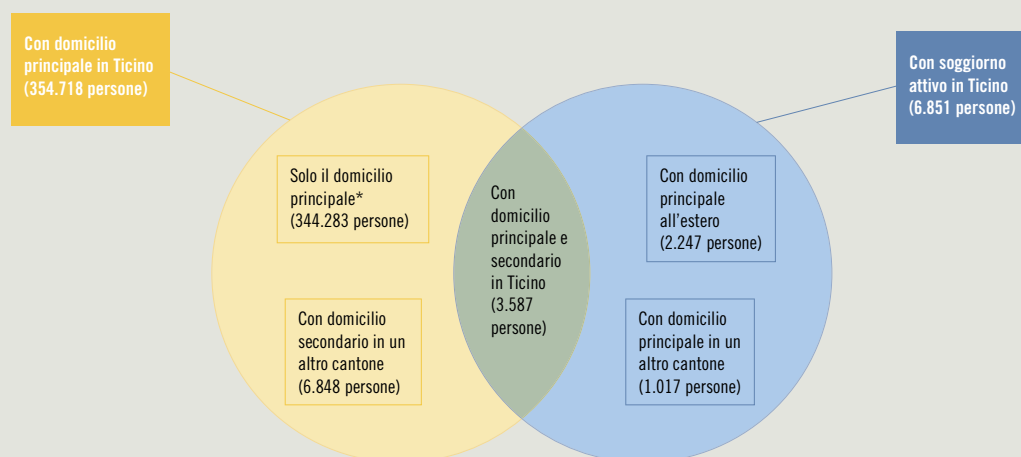 Con domicilio
principale in Ticino
(354.718 persone)
Con soggiorno
attivo in Ticino
(6.851 persone)
Solo il domicilio
principale*
(344.283 persone)
Con domicilio
secondario in un
altro cantone
(6.848 persone)
Con
domicilio
principale e
secondario
in Ticino
(3.587
persone)
Con domicilio
principale
all'estero
(2.247 persone)
Con domicilio
principale in un
altro cantone
(1.017 persone)